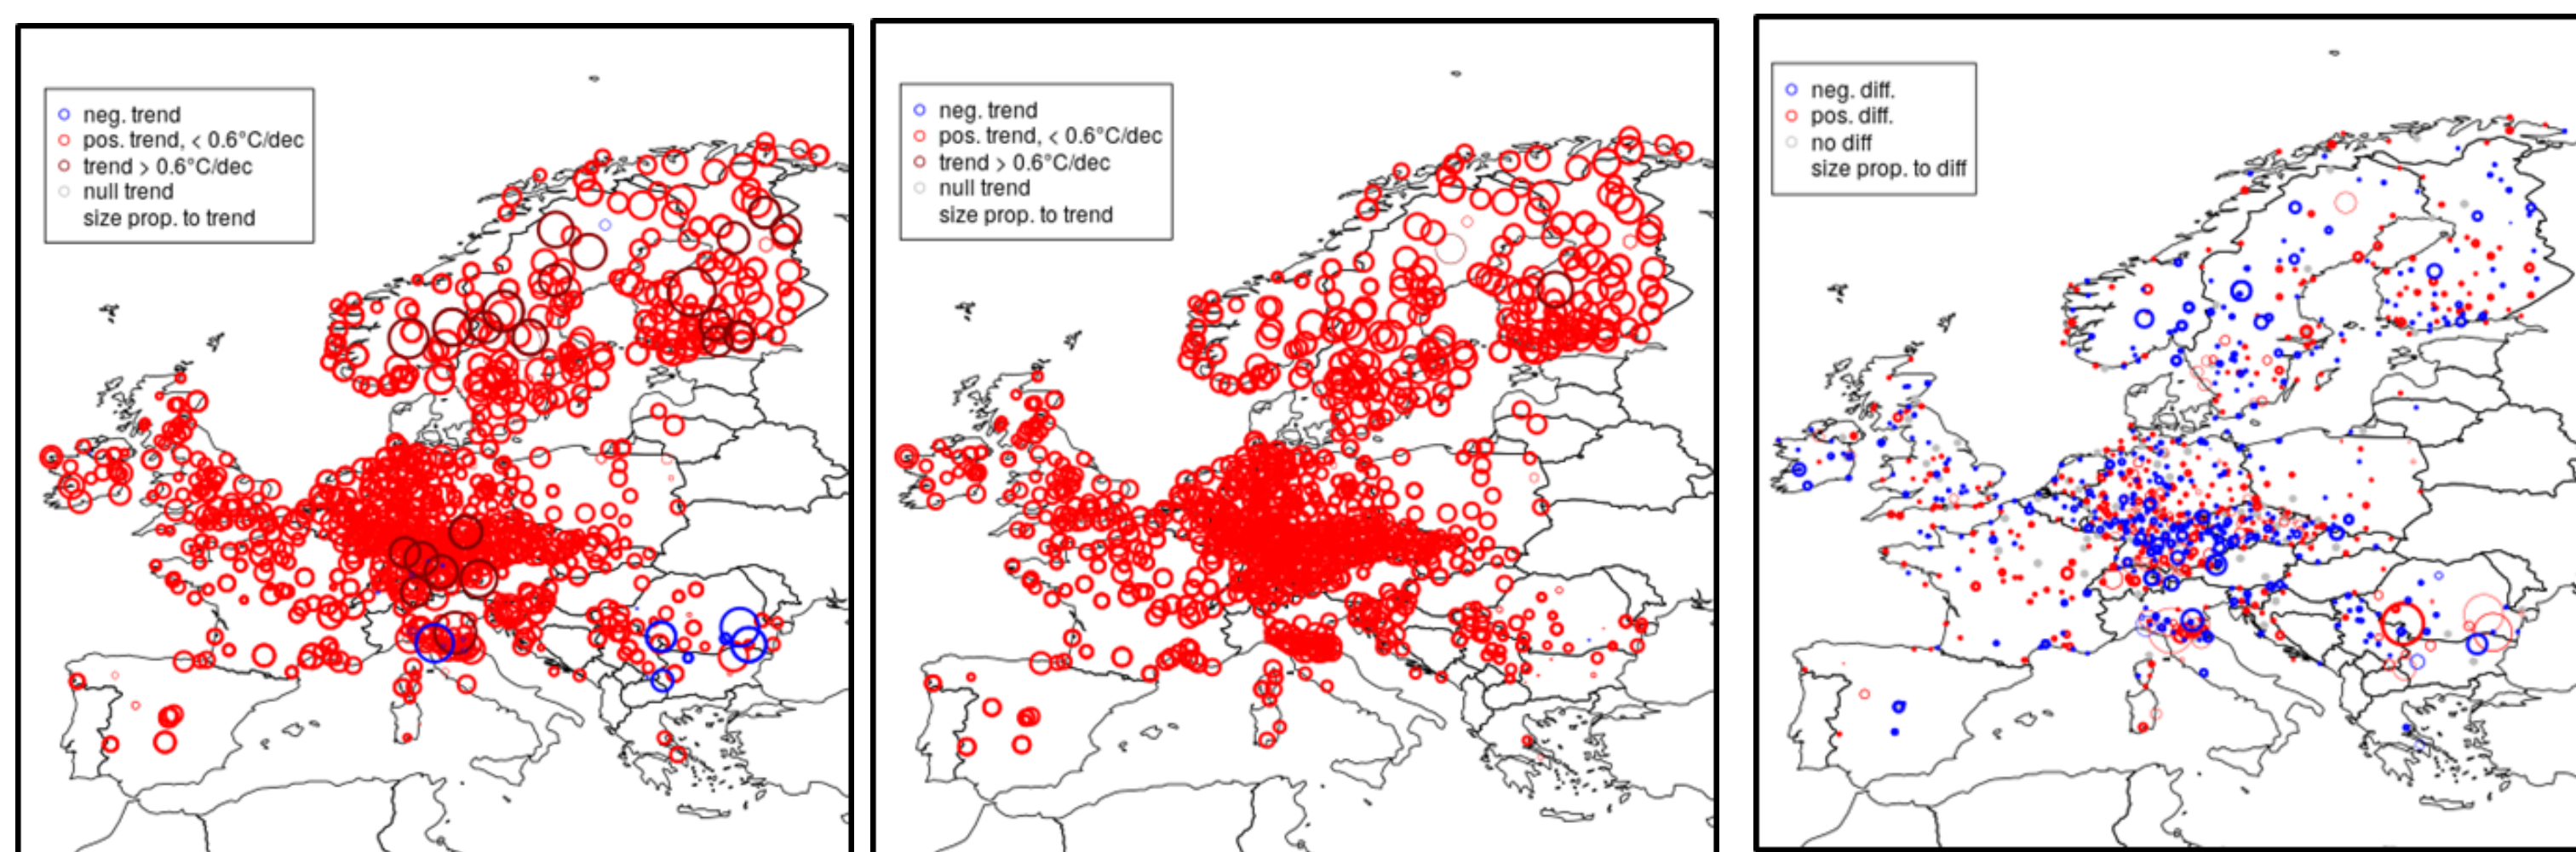 neg. trend
pos. trend, < 0.6°C/dec
trend > 0.6°C/dec
null trend
size prop. to trend
neg. trend
pos. trend, < 0.6°C/dec
trend > 0.6°C/dec
null trend
size prop. to trend
neg. diff.
pos. diff.
no diff
size prop. to diff